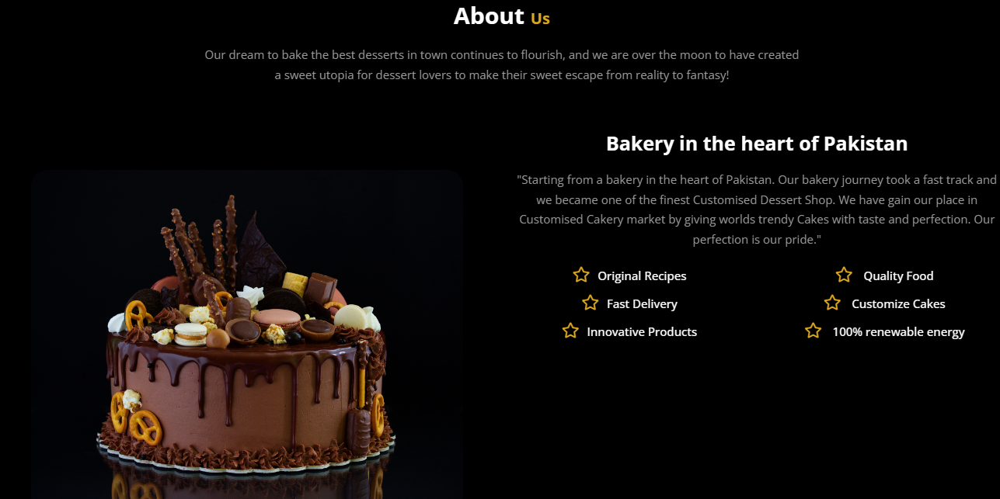 About Us
Our dream to bake the best desserts in town continues to flourish, and we are over the moon to have created
a sweet utopia for dessert lovers to make their sweet escape from reality to fantasy!
Bakery in the heart of Pakistan
"Starting from a bakery in the heart of Pakistan. Our bakery journey took a fast track and
we became one of the finest Customised Dessert Shop. We have gain our place in
Customised Cakery market by giving worlds trendy Cakes with taste and perfection. Our
perfection is our pride."
Original Recipes
Quality Food
Fast Delivery
Customize Cakes
Innovative Products
100% renewable energy